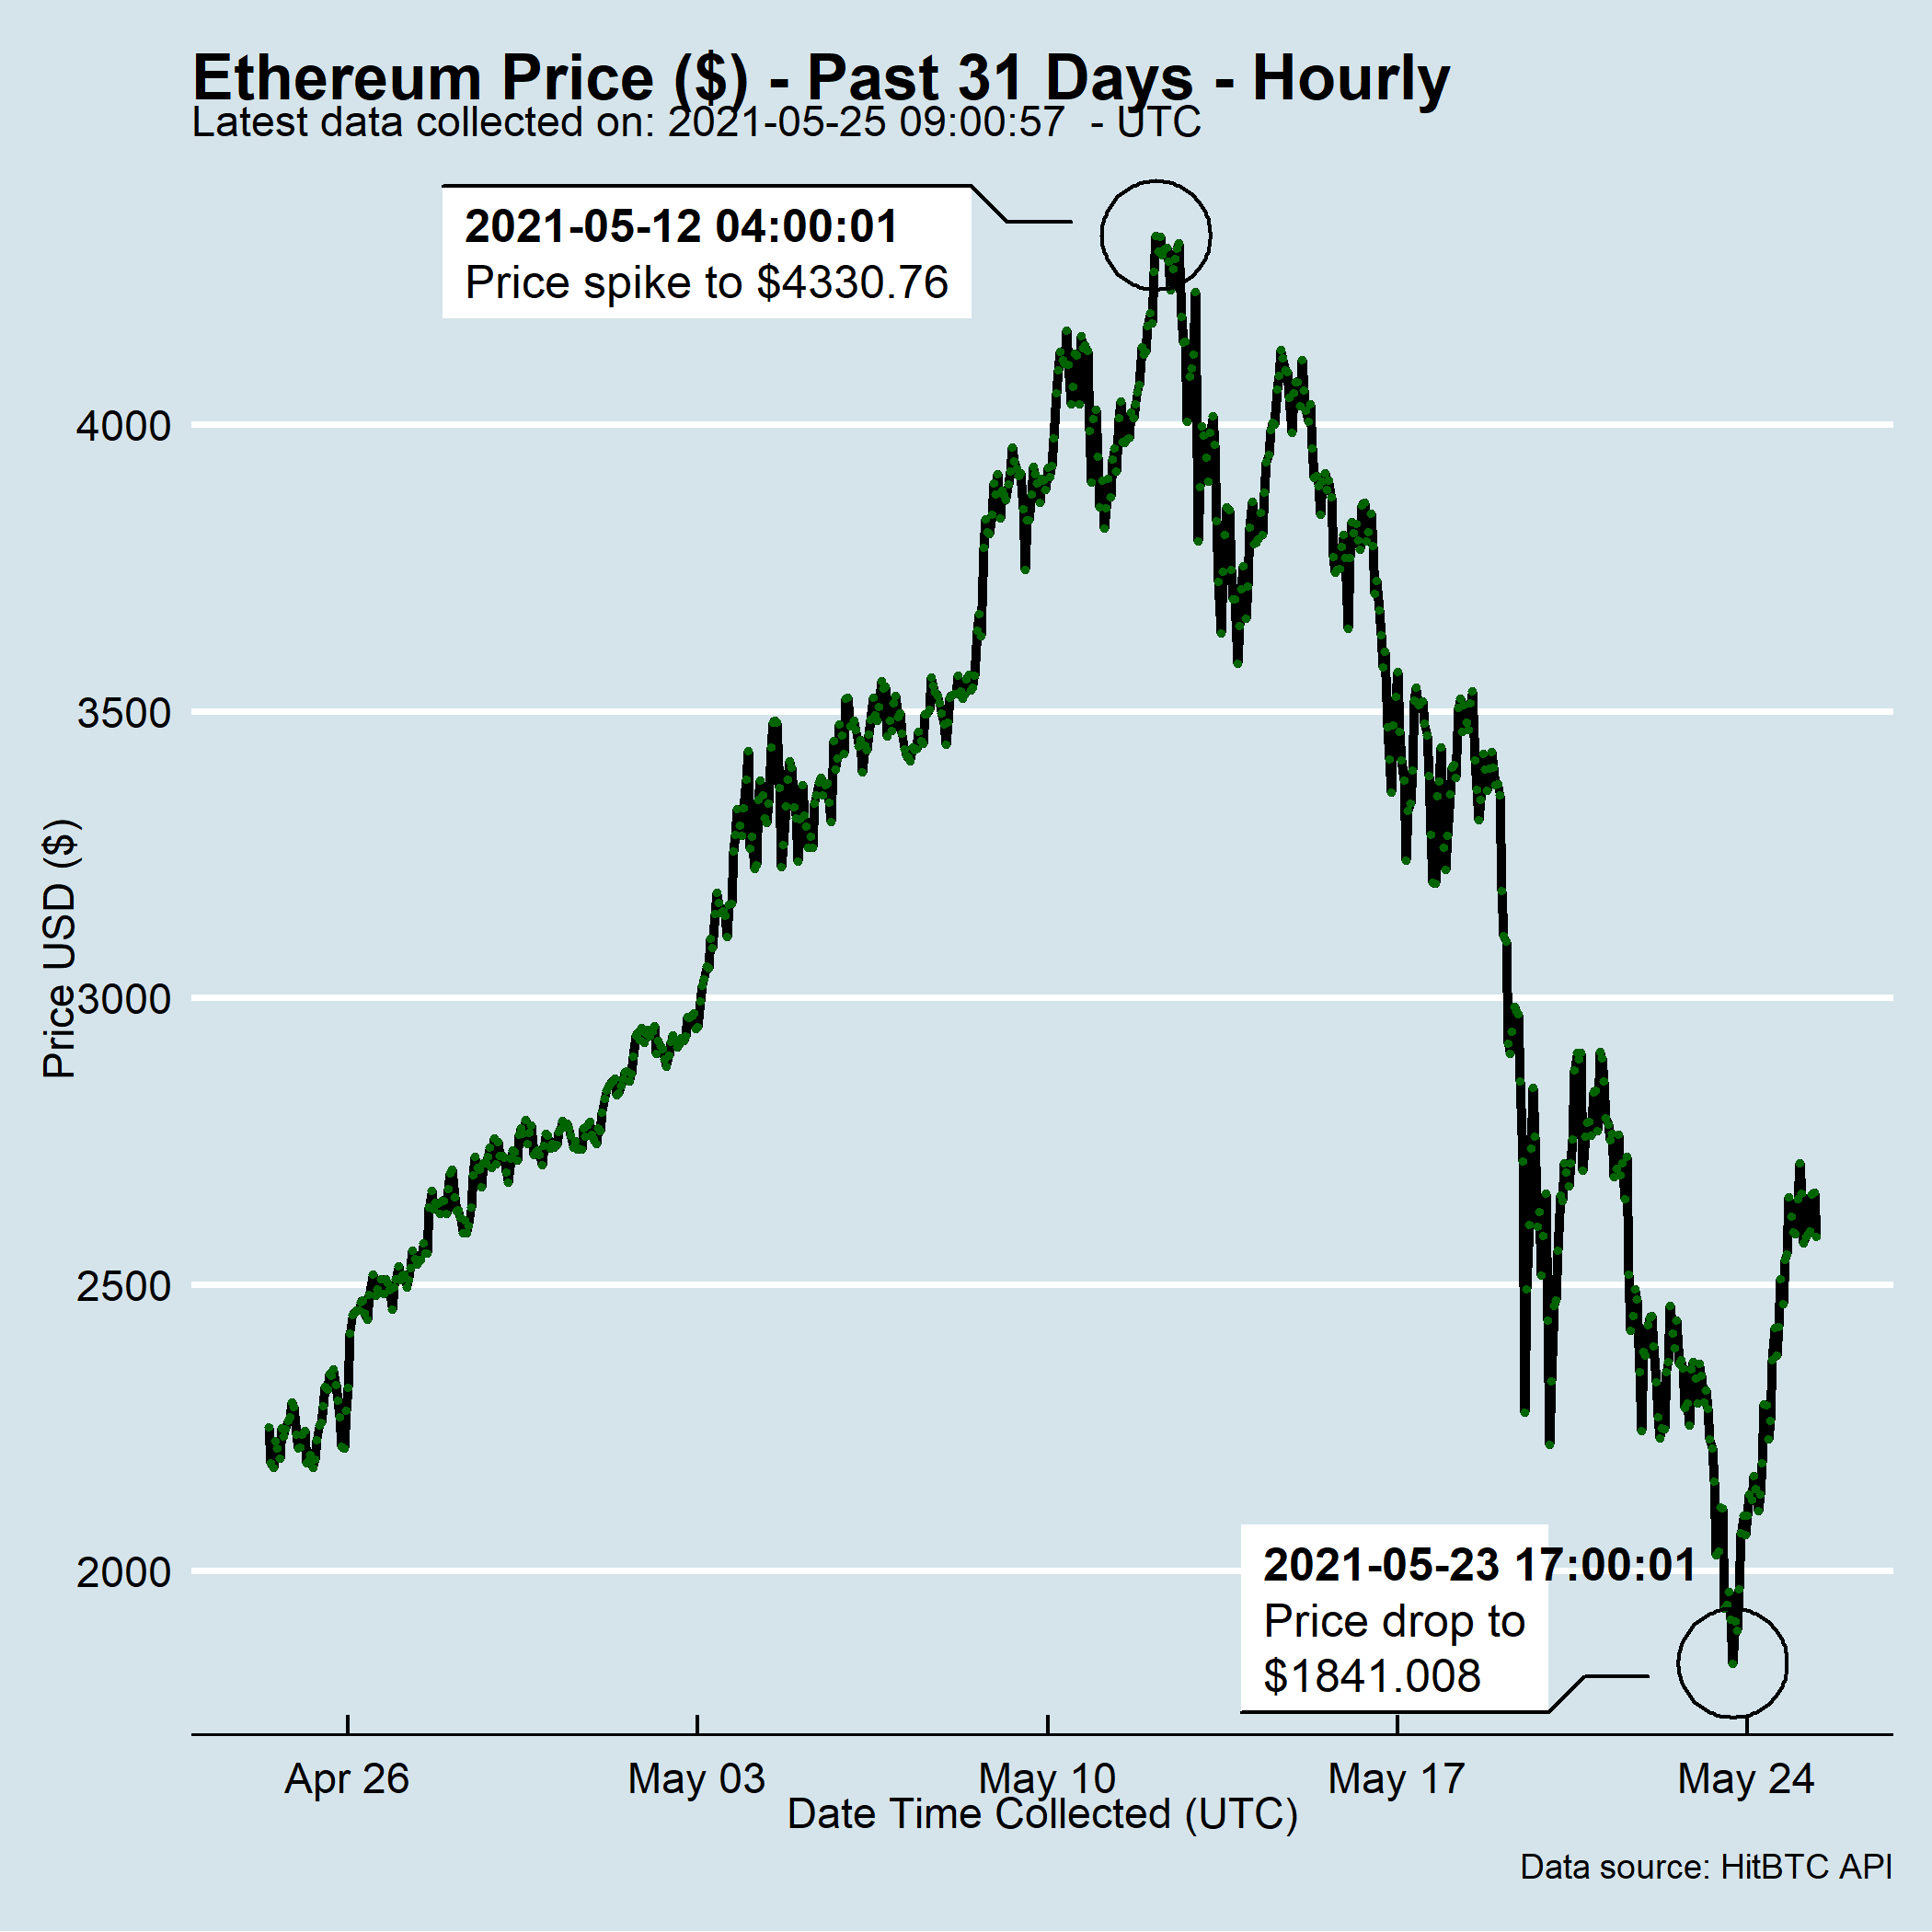 Ethereum Price ($) - Past 31 Days - Hourly
Latest data collected on: 2021-05-25 09:00:57  - UTC
2021-05-12 04:00:01
Price spike to $4330.76
4000
3500
3000
2500
2000
Price USD ($)
2021-05-23 17:00:01
Price drop to
$1841.008
Apr 26
May 03
May 10
May 17
May 24
Date Time Collected (UTC)
Data source: HitBTC API